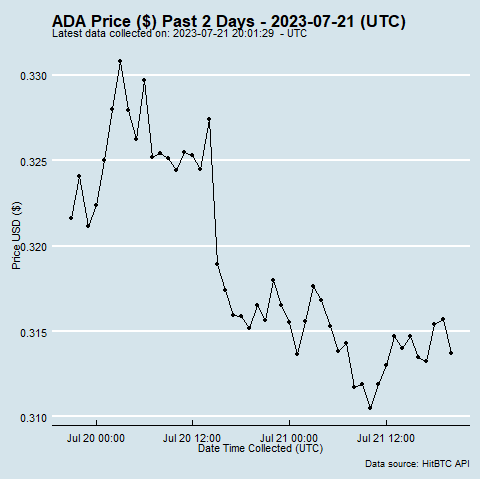 ADA Price ($) Past 2 Days - 2023-07-21 (UTC)
Latest data collected on: 2023-07-21 20:01:29 - UTC
0.330
0.325
0.320
0.315
0.310
Price USD ($)
Jul 20 00:00 Jul 20 12:00 Jul 21 00:00 Jul 21 12:00
Date Time Collected (UTC)
Data source: HitBTC API